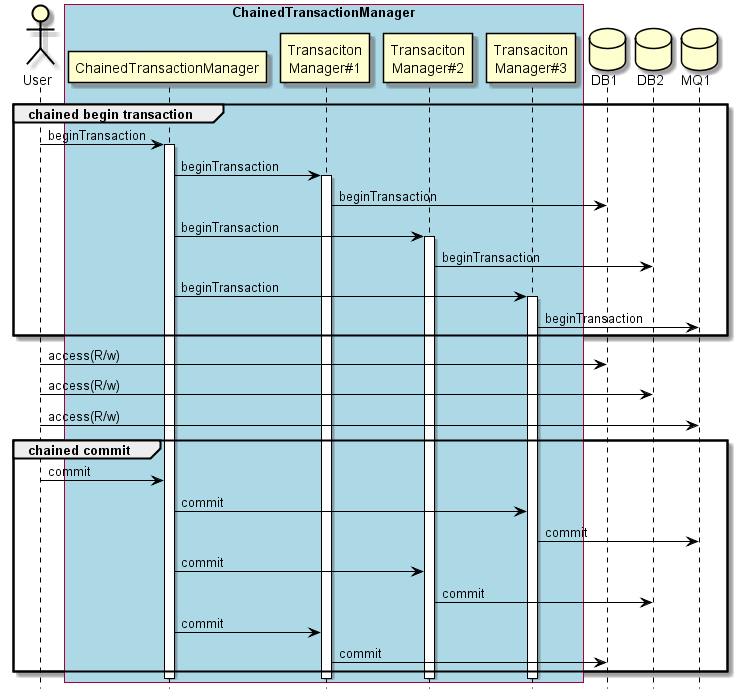 ChainedTransactionManager
User
ChainedTransactionManager
Transaciton
Manager#1
Transaciton
Manager#2
Transaciton
Manager#3
DB1
DB2
MQ1
chained begin transaction
beginTransaction
beginTransaction
beginTransaction
beginTransaction
beginTransaction
beginTransaction
beginTransaction
access(R/w)
access(R/w)
access(R/w)
chained commit
commit
commit
commit
commit
commit
commit
commit